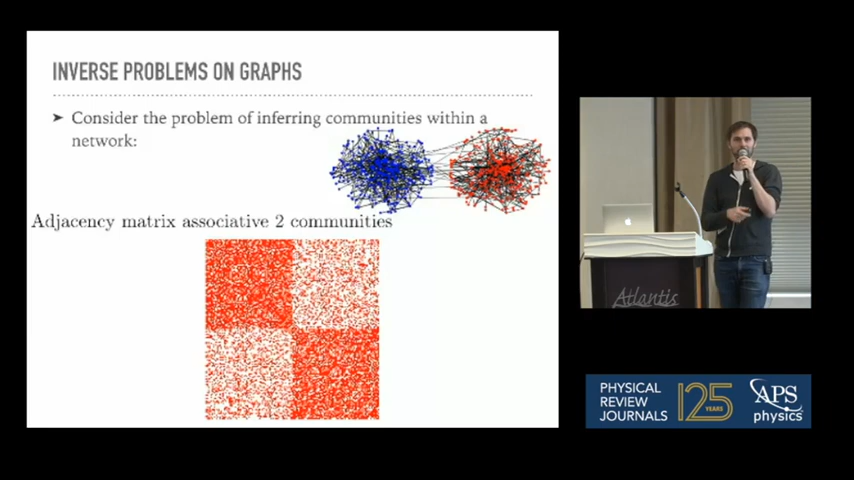 INVERSE PROBLEMS ON GRAPHS
➤ Consider the problem of inferring communities within a
network:
Adjacency matrix associative 2 communities
Atlantis
PHYSICAL
REVIEW
JOURNALS
125
YEARS
APS
physics